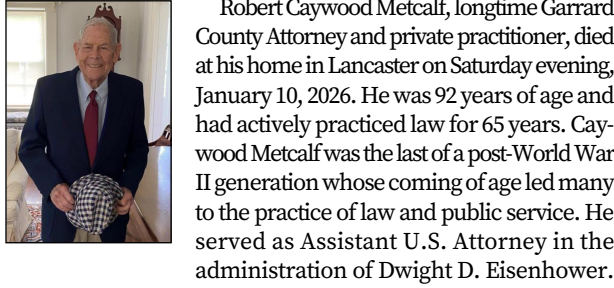 Robert Caywood Metcalf, longtime Garrard
County Attorney and private practitioner, died
at his home in Lancaster on Saturday evening,
January 10, 2026. He was 92 years of age and
had actively practiced law for 65 years. Cay-
wood Metcalf was the last of a post-World War
II generation whose coming of age led many
to the practice of law and public service. He
served as Assistant U.S. Attorney in the
administration of Dwight D. Eisenhower.